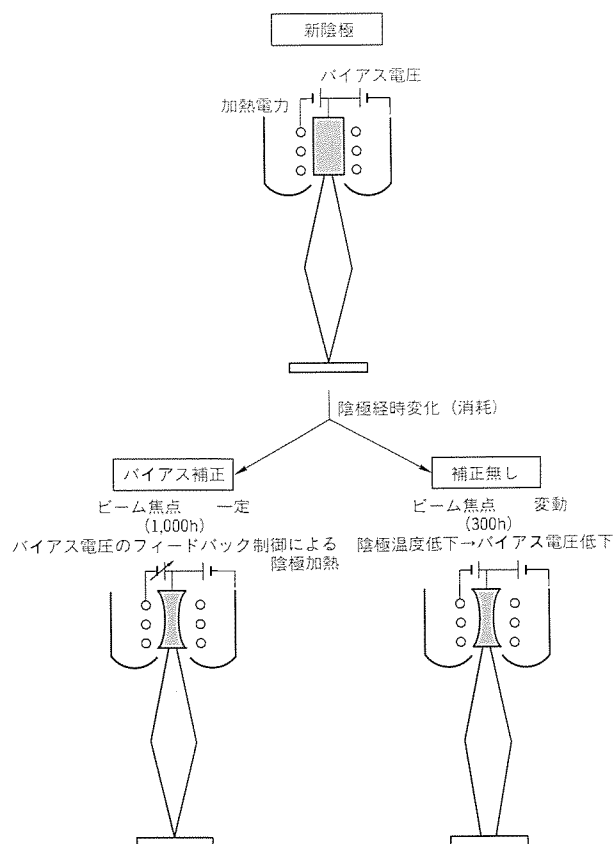 新陰極
バイアス電圧
加熱電力
陰極経時変化（消耗）
バイアス補正
ビーム焦点　一定
(1,000h)
バイアス電圧のフィードバック制御による
陰極加熱
補正無し
ビーム焦点　変動
(300h)
陰極温度低下→バイアス電圧低下